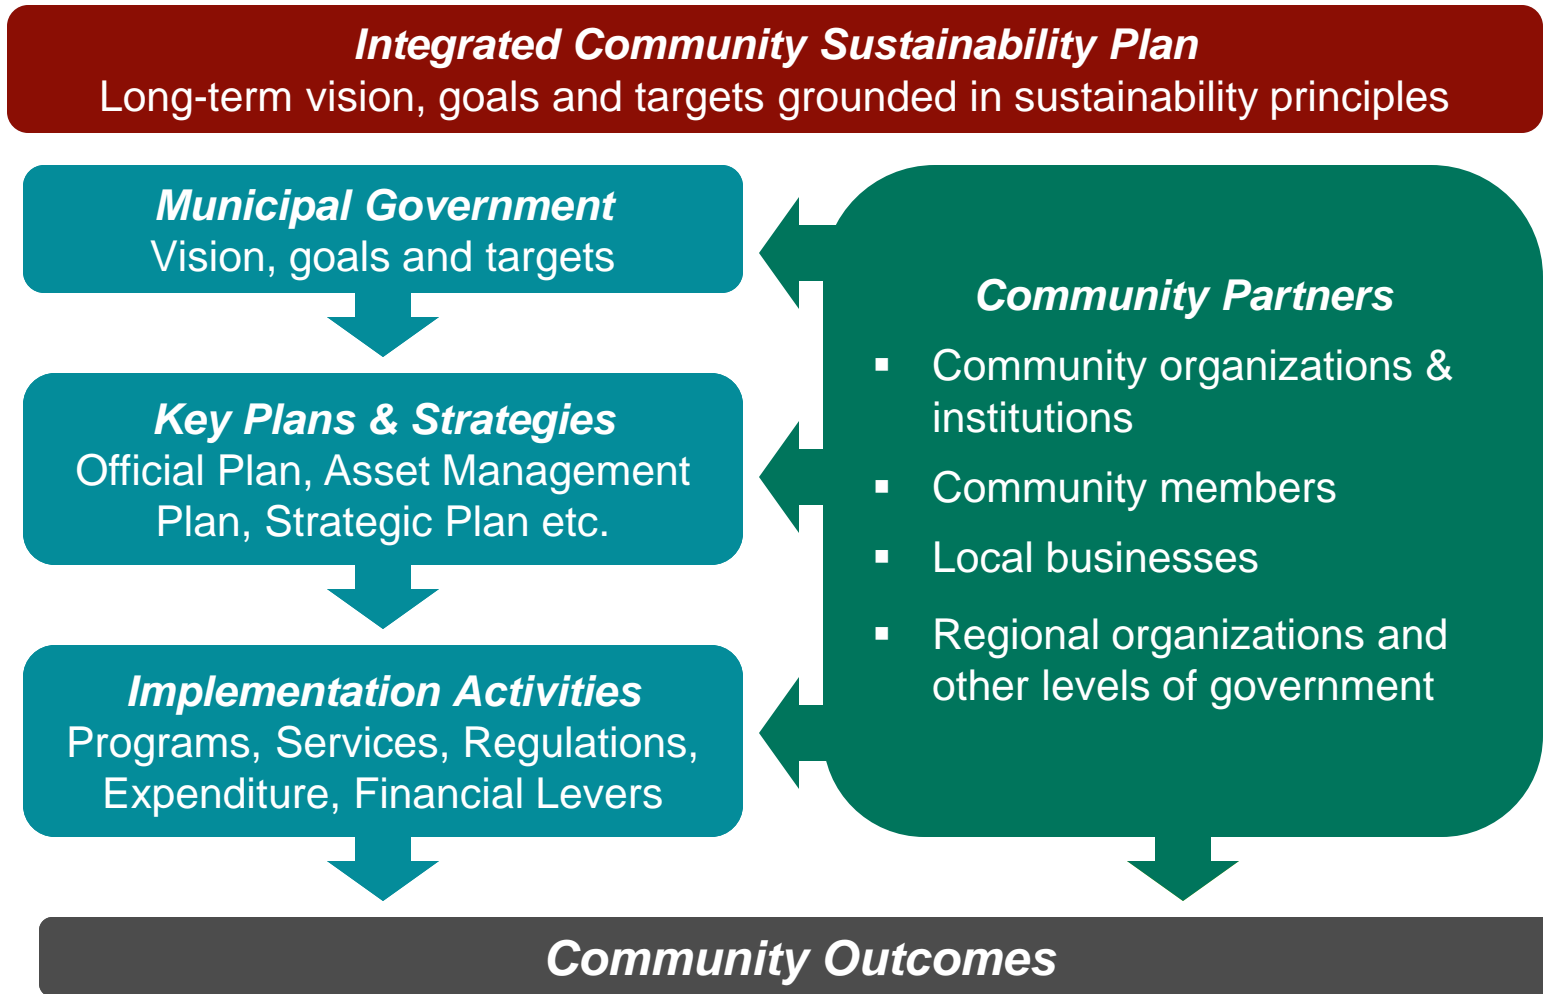 Integrated Community Sustainability Plan
Long-term vision, goals and targets grounded in sustainability principles
Municipal Government
Vision, goals and targets
Key Plans & Strategies
Official Plan, Asset Management
Plan, Strategic Plan etc.
Implementation Activities
Programs, Services, Regulations,
Expenditure, Financial Levers
Community Partners
▪ Community organizations &
institutions
▪ Community members
▪ Local businesses
▪ Regional organizations and
other levels of government
Community Outcomes